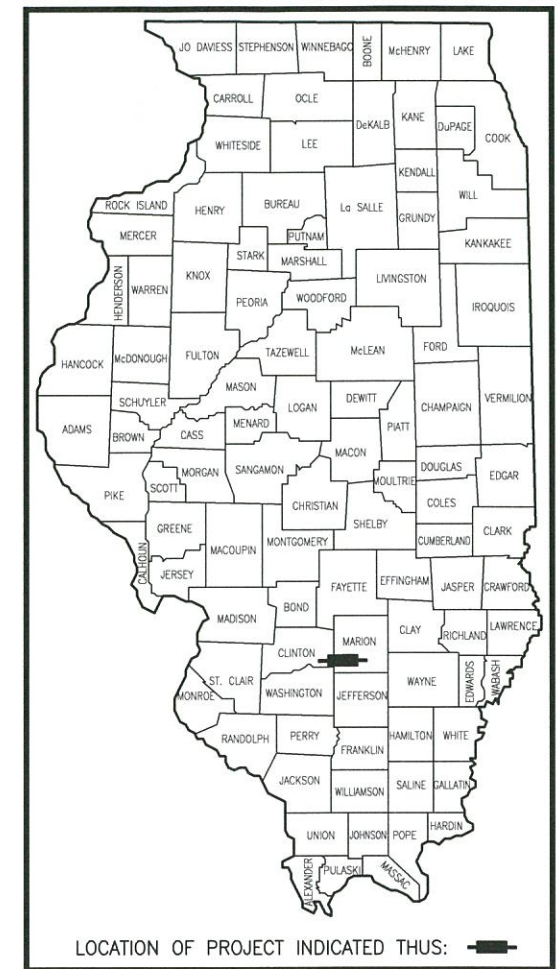 JO DAVIESS STEPHENSON WINNEBAGO BOONE McHENRY LAKE
CARROLL OCLE DeKALB KANE DuPAGE COOK
WHITESIDE LEE KENDALL WILL
ROCK ISLAND HENRY BUREAU La SALLE GRUNDY
MERCER PUTNAM KANKAKEE
HENDERSON WARREN KNOX STARK MARSHALL LIVINGSTON
PEORIA WOODFORD IROQUOIS
HANCOCK McDONOUGH FULTON TAZEWELL McLEAN FORD
SCHUYLER MASON LOGAN DEWITT CHAMPAIGN VERMILION
ADAMS BROWN CASS MENARD PIATT
PIKE SCOTT MORGAN SANGAMON MACON MOULTRIE DOUGLAS EDGAR
CHRISTIAN COLES
CALHOUN GREENE MACOUPIN MONTGOMERY SHELBY CUMBERLAND CLARK
JERSEY FAYETTE EFFINGHAM JASPER CRAWFORD
MADISON BOND
CLINTON MARION CLAY RICHLAND LAWRENCE
MONROE ST. CLAIR WASHINGTON JEFFERSON WAYNE EDWARDS WABASH
RANDOLPH PERRY FRANKLIN HAMILTON WHITE
JACKSON WILLIAMSON SALINE GALLATIN
UNION JOHNSON POPE HARDIN
ALEXANDER PULASKI MASSAC
LOCATION OF PROJECT INDICATED THUS: